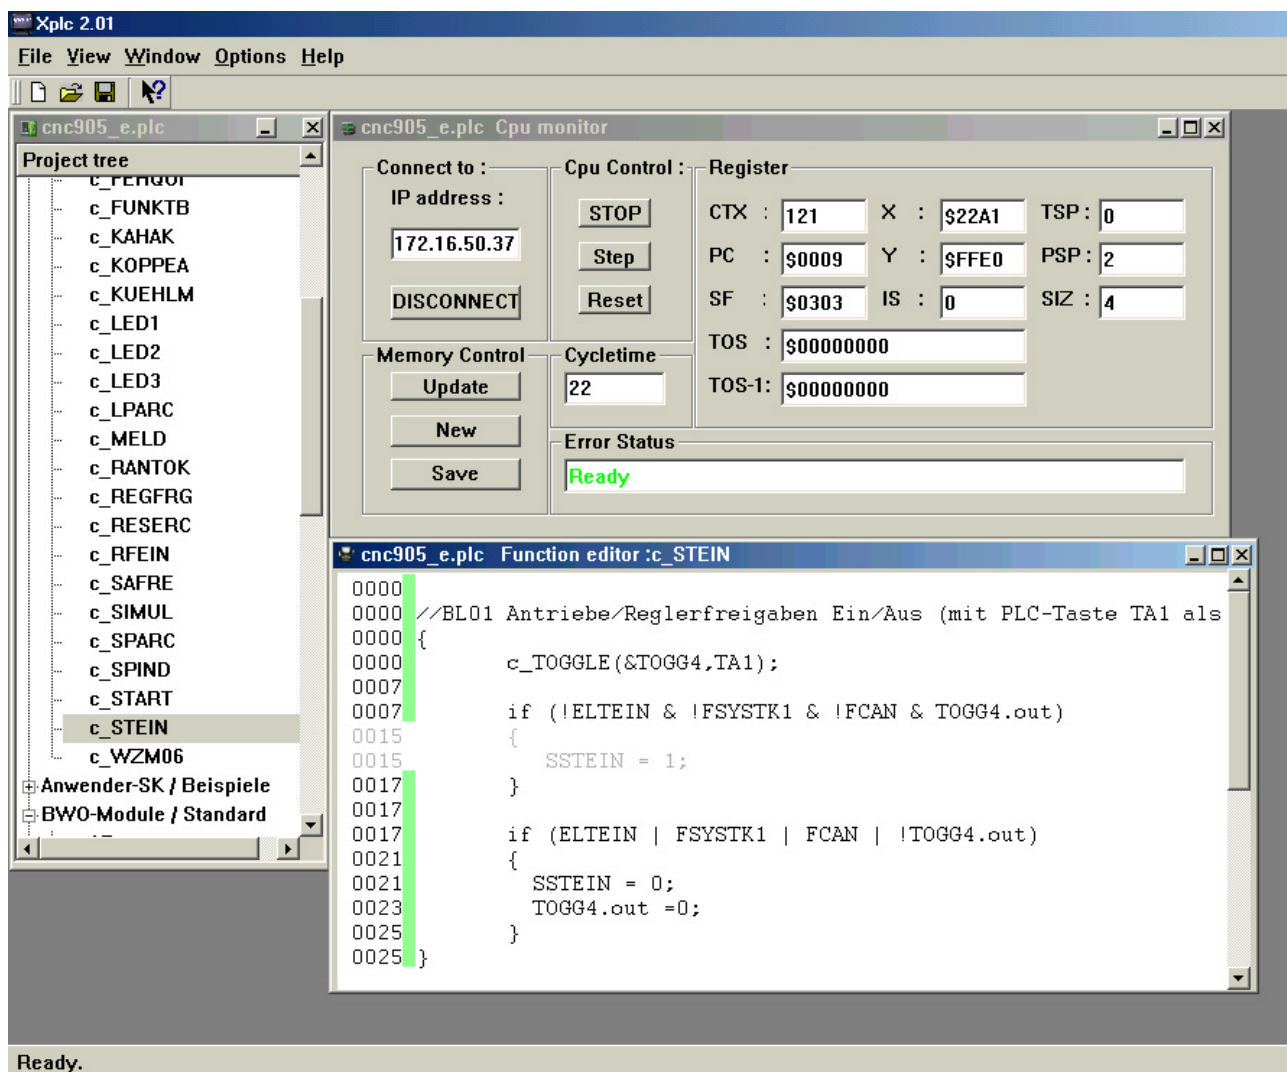 Xplc 2.01
File View Window Options Help
cnc905_e.plc
Project tree
c_FUNKTB
c_KAHAK
c_KOPPEA
c_KUEHLM
c_LED1
c_LED2
c_LED3
c_LPARC
c_MELD
c_RANTOK
c_REGFRG
c_RESERC
c_RFEIN
c_SAFRE
c_SIMUL
c_SPARC
c_SPIND
c_START
c_STEIN
c_WZM06
Anwender-SK / Beispiele
BWO-Module / Standard
cnc905_e.plc Cpu monitor
Connect to :
IP address :
172.16.50.37
DISCONNECT
Cpu Control :
STOP
Step
Reset
Register
CTX : 121 X : $22A1 TSP : 0
PC : $0009 Y : $FFE0 PSP : 2
SF : $0303 IS : 0 SIZ : 4
TOS : $00000000
TOS-1: $00000000
Memory Control
Update
New
Save
Cycletime
22
Error Status
Ready
cnc905_e.plc Function editor :c_STEIN
0000
0000 //BL01 Antriebe/Reglerfreigaben Ein/Aus (mit PLC-Taste TA1 als
0000 {
0000 c_TOGGLE(&TOGG4,TA1);
0007
0007 if (!ELTEIN & !FSYSTK1 & !FCAN & TOGG4.out)
0015 {
0015 SSTEIN = 1;
0017 }
0017
0017 if (ELTEIN | FSYSTK1 | FCAN | !TOGG4.out)
0021 {
0021 SSTEIN = 0;
0023 TOGG4.out =0;
0025 }
0025 }
Ready.